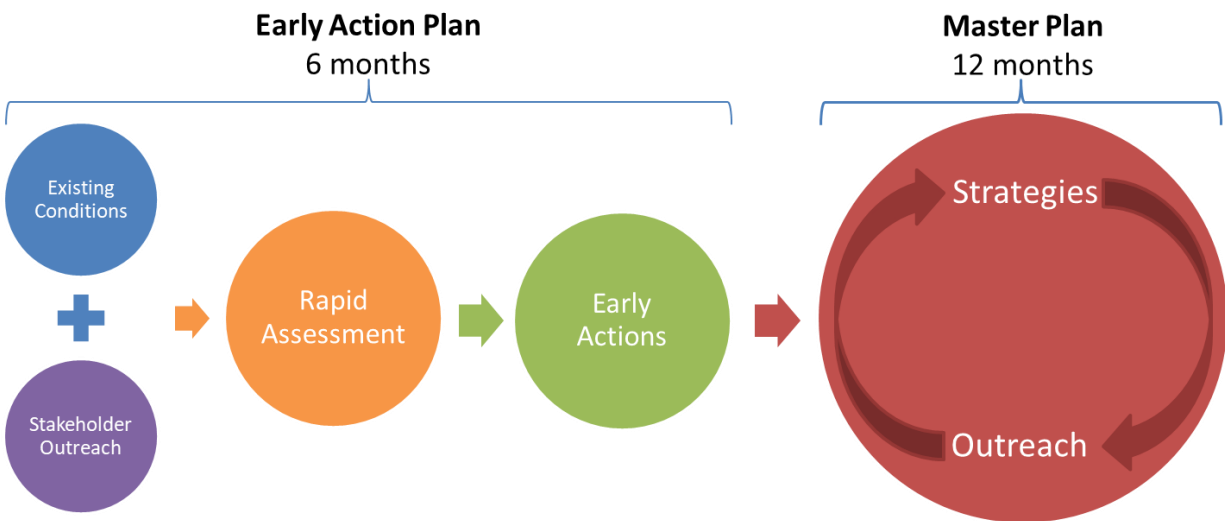 Early Action Plan
6 months
Master Plan
12 months
Existing
Conditions
Stakeholder
Outreach
Rapid
Assessment
Early
Actions
Strategies
Outreach